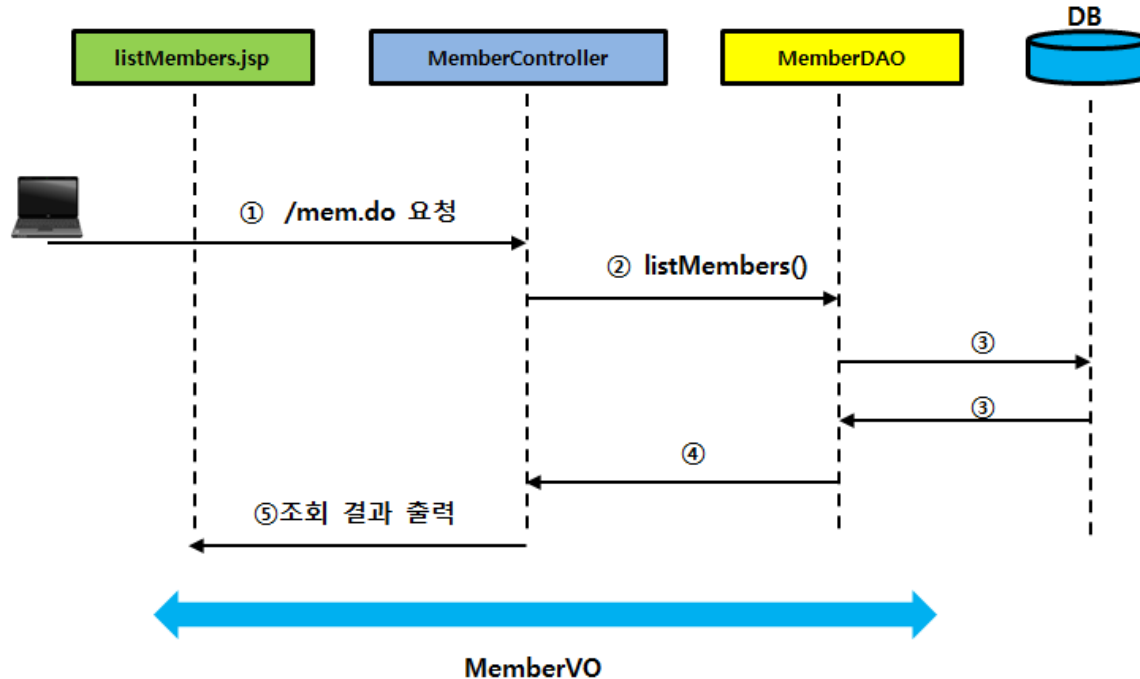 DB
listMembers.jsp
MemberController
MemberDAO
① /mem.do 요청
② listMembers()
③
③
④
⑤조회 결과 출력
MemberVO